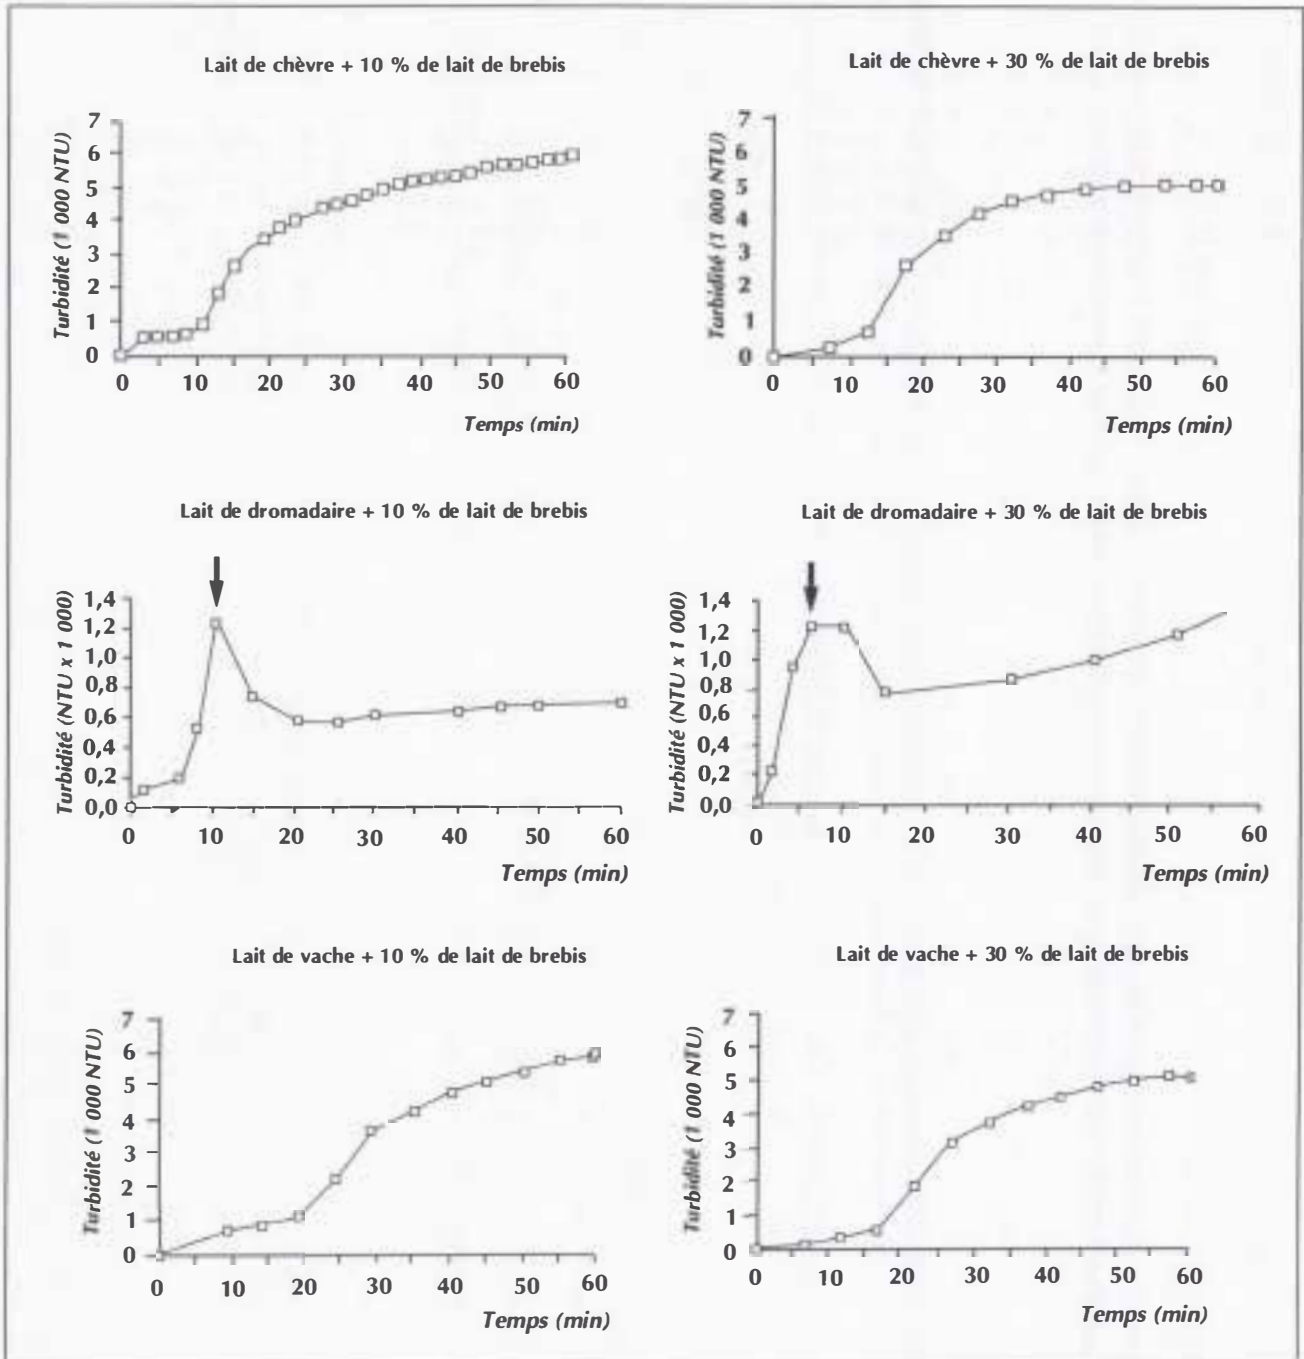 Lait de chèvre + 10 % de lait de brebis
Turbidité (1 000 NTU)
7
6
5
4
3
2
1
0
0 10 20 30 40 50 60
Temps (min)
Lait de chèvre + 30 % de lait de brebis
Turbidité (1 000 NTU)
7
6
5
4
3
2
1
0
0 10 20 30 40 50 60
Temps (min)
Lait de dromadaire + 10 % de lait de brebis
Turbidité (NTU x 1 000)
1,4
1,2
1,0
0,8
0,6
0,4
0,2
0,0
0 10 20 30 40 50 60
Temps (min)
Lait de dromadaire + 30 % de lait de brebis
Turbidité (NTU x 1 000)
1,4
1,2
1,0
0,8
0,6
0,4
0,2
0,0
0 10 20 30 40 50 60
Temps (min)
Lait de vache + 10 % de lait de brebis
Turbidité (1 000 NTU)
7
6
5
4
3
2
1
0
0 10 20 30 40 50 60
Temps (min)
Lait de vache + 30 % de lait de brebis
Turbidité (1 000 NTU)
7
6
5
4
3
2
1
0
0 10 20 30 40 50 60
Temps (min)